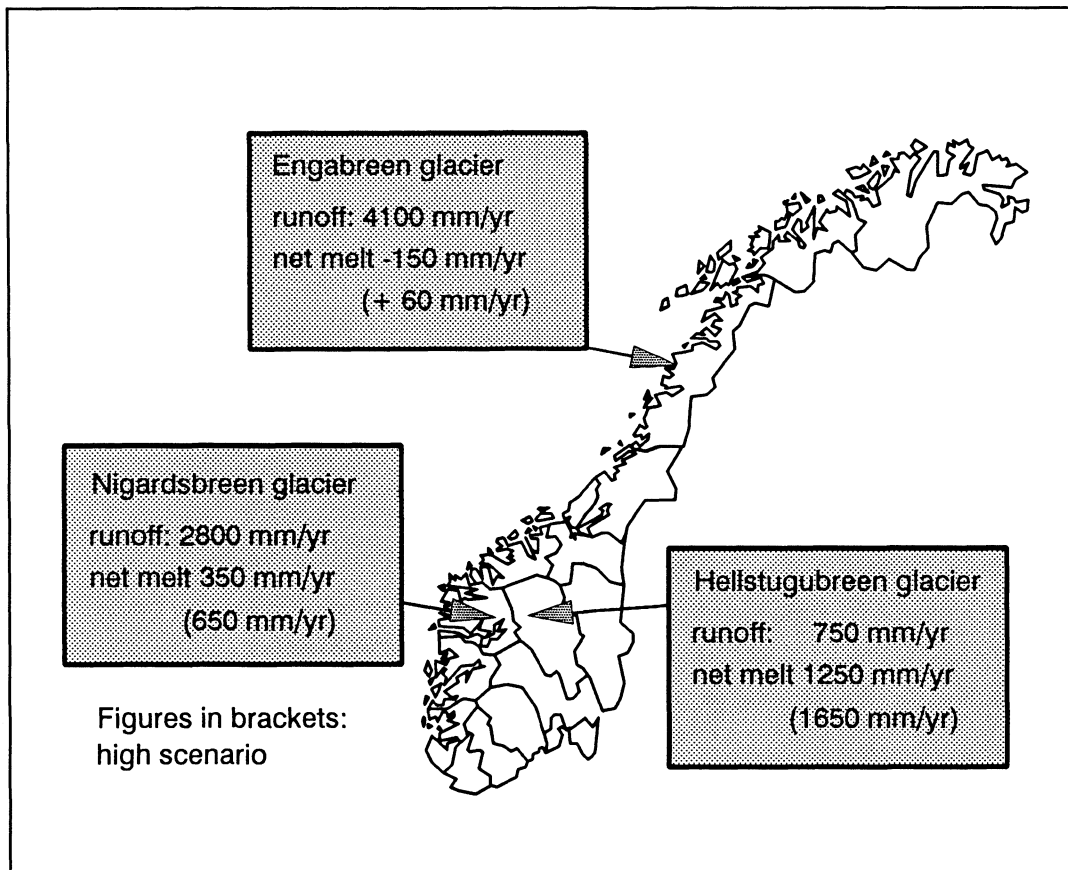 Engabreen glacier
runoff: 4100 mm/yr
net melt -150 mm/yr
(+ 60 mm/yr)
Nigardsbreen glacier
runoff: 2800 mm/yr
net melt 350 mm/yr
(650 mm/yr)
Hellstugubreen glacier
runoff: 750 mm/yr
net melt 1250 mm/yr
(1650 mm/yr)
Figures in brackets:
high scenario